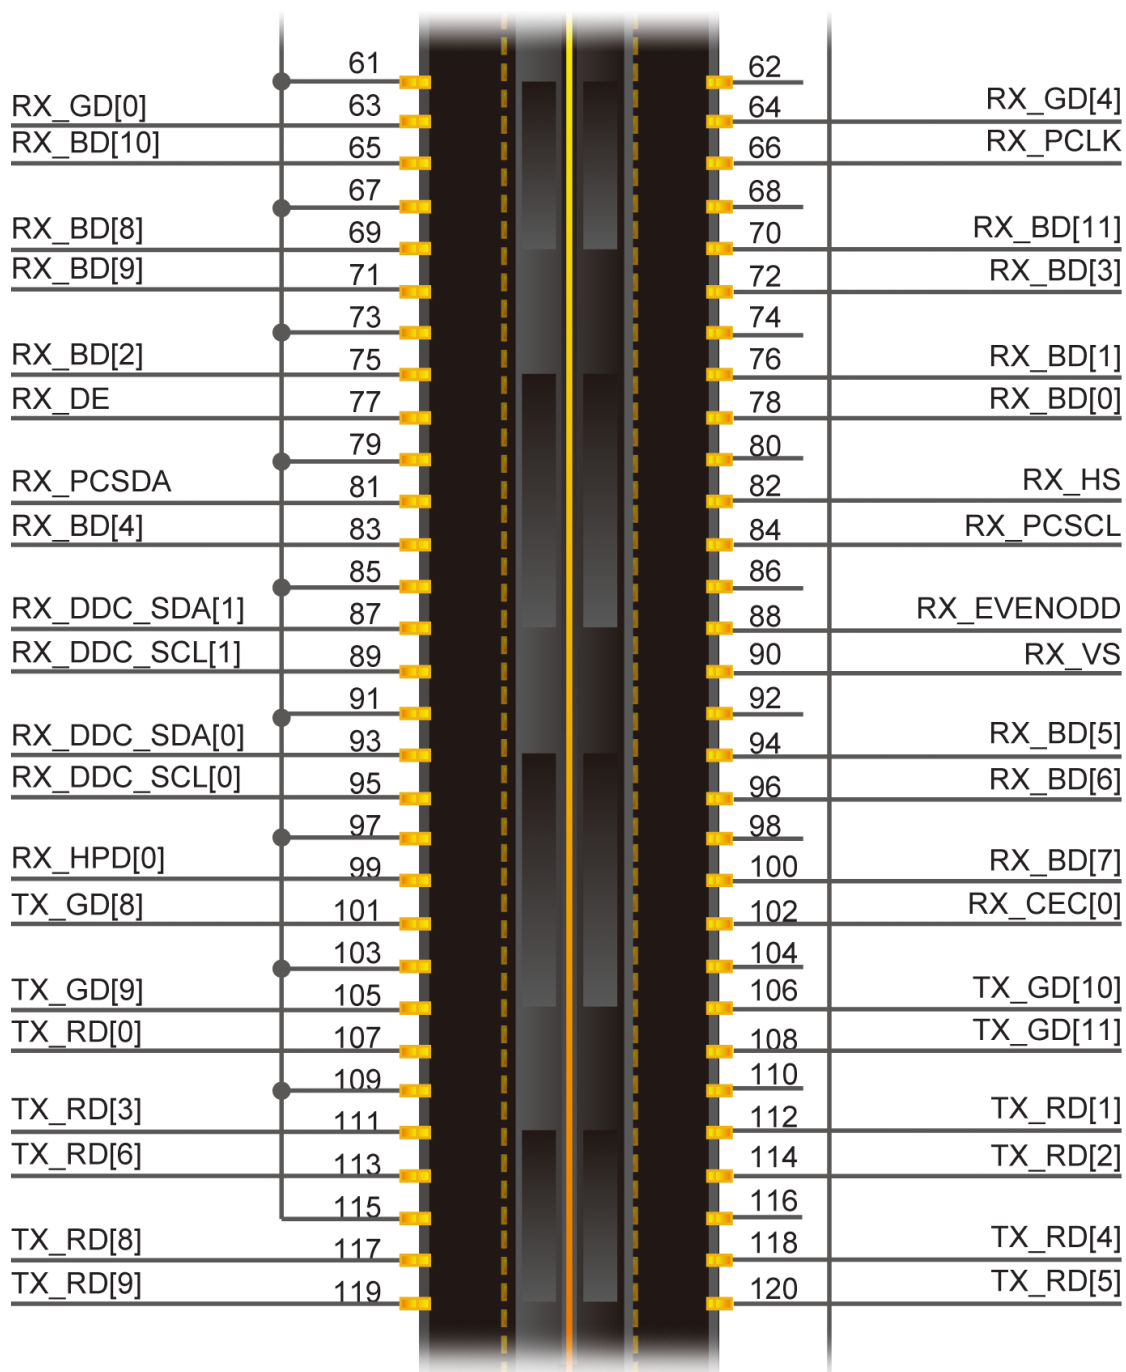 61 62
RX_GD[0] 63 64 RX_GD[4]
RX_BD[10] 65 66 RX_PCLK
67 68
RX_BD[8] 69 70 RX_BD[11]
RX_BD[9] 71 72 RX_BD[3]
73 74
RX_BD[2] 75 76 RX_BD[1]
RX_DE 77 78 RX_BD[0]
79 80
RX_PCSDA 81 82 RX_HS
RX_BD[4] 83 84 RX_PCSCL
85 86
RX_DDC_SDA[1] 87 88 RX_EVENODD
RX_DDC_SCL[1] 89 90 RX_VS
91 92
RX_DDC_SDA[0] 93 94 RX_BD[5]
RX_DDC_SCL[0] 95 96 RX_BD[6]
97 98
RX_HPD[0] 99 100 RX_BD[7]
TX_GD[8] 101 102 RX_CEC[0]
103 104
TX_GD[9] 105 106 TX_GD[10]
TX_RD[0] 107 108 TX_GD[11]
109 110
TX_RD[3] 111 112 TX_RD[1]
TX_RD[6] 113 114 TX_RD[2]
115 116
TX_RD[8] 117 118 TX_RD[4]
TX_RD[9] 119 120 TX_RD[5]